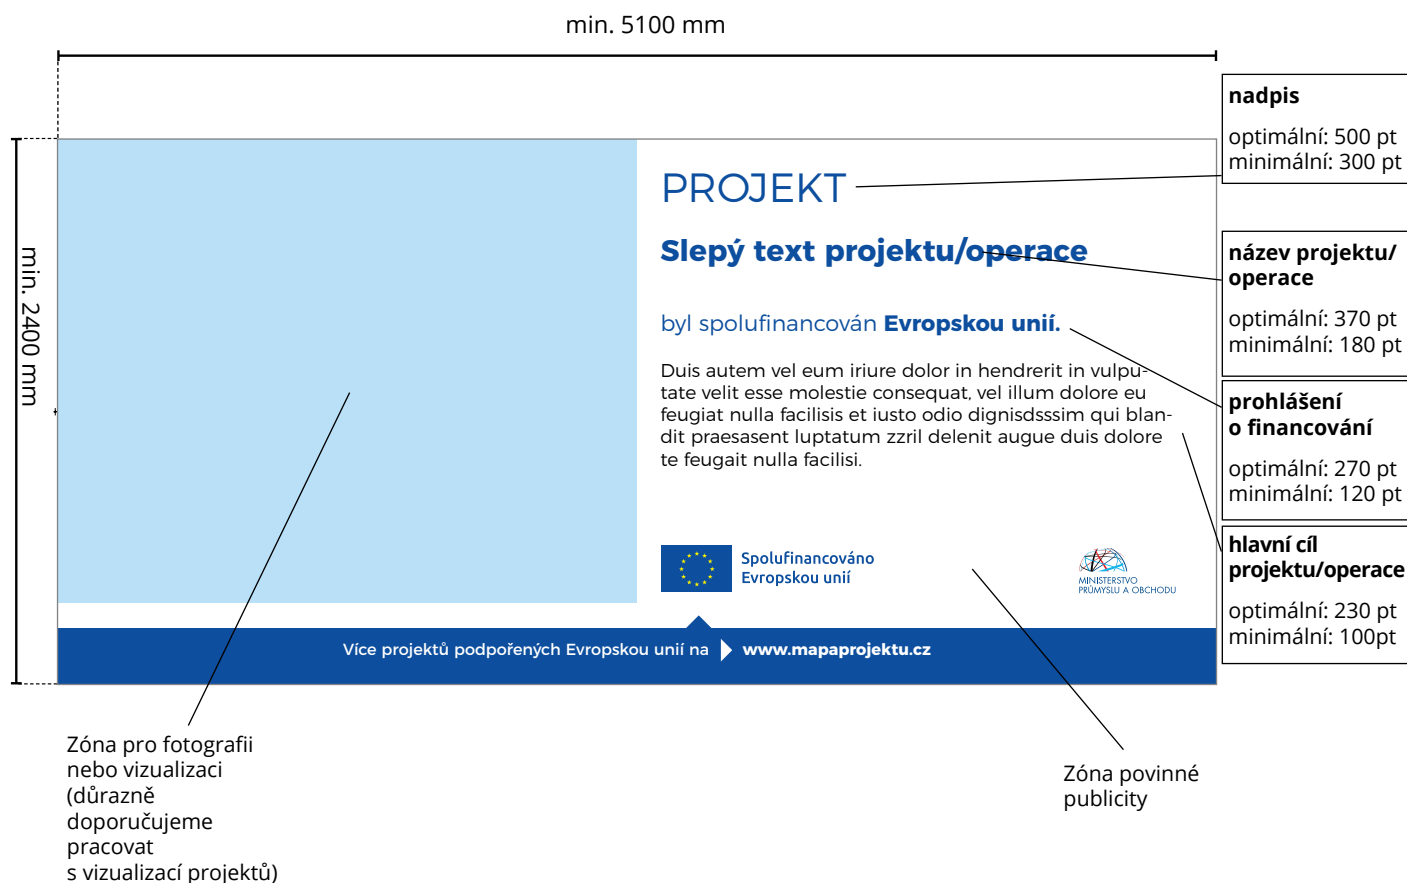 min. 5100 mm
min. 2400 mm
PROJEKT
Slepý text projektu/operace
byl spolufinancován Evropskou unií.
Duis autem vel eum iriure dolor in hendrerit in vulpu-
tate velit esse molestie consequat, vel illum dolore eu
feugiat nulla facilisis et iusto odio dignisdsssim qui blan-
dit praesasent luptatum zzril delenit augue duis dolore
te feugait nulla facilisi.
Spolufinancováno
Evropskou unií
MINISTERSTVO
PRŮMYSLU A OBCHODU
Více projektů podpořených Evropskou unií na www.mapaprojektu.cz
nadpis
optimální: 500 pt
minimální: 300 pt
název projektu/
operace
optimální: 370 pt
minimální: 180 pt
prohlášení
o financování
optimální: 270 pt
minimální: 120 pt
hlavní cíl
projektu/operace
optimální: 230 pt
minimální: 100pt
Zóna pro fotografii
nebo vizualizaci
(důrazně
doporučujeme
pracovat
s vizualizací projektů)
Zóna povinné
publicity